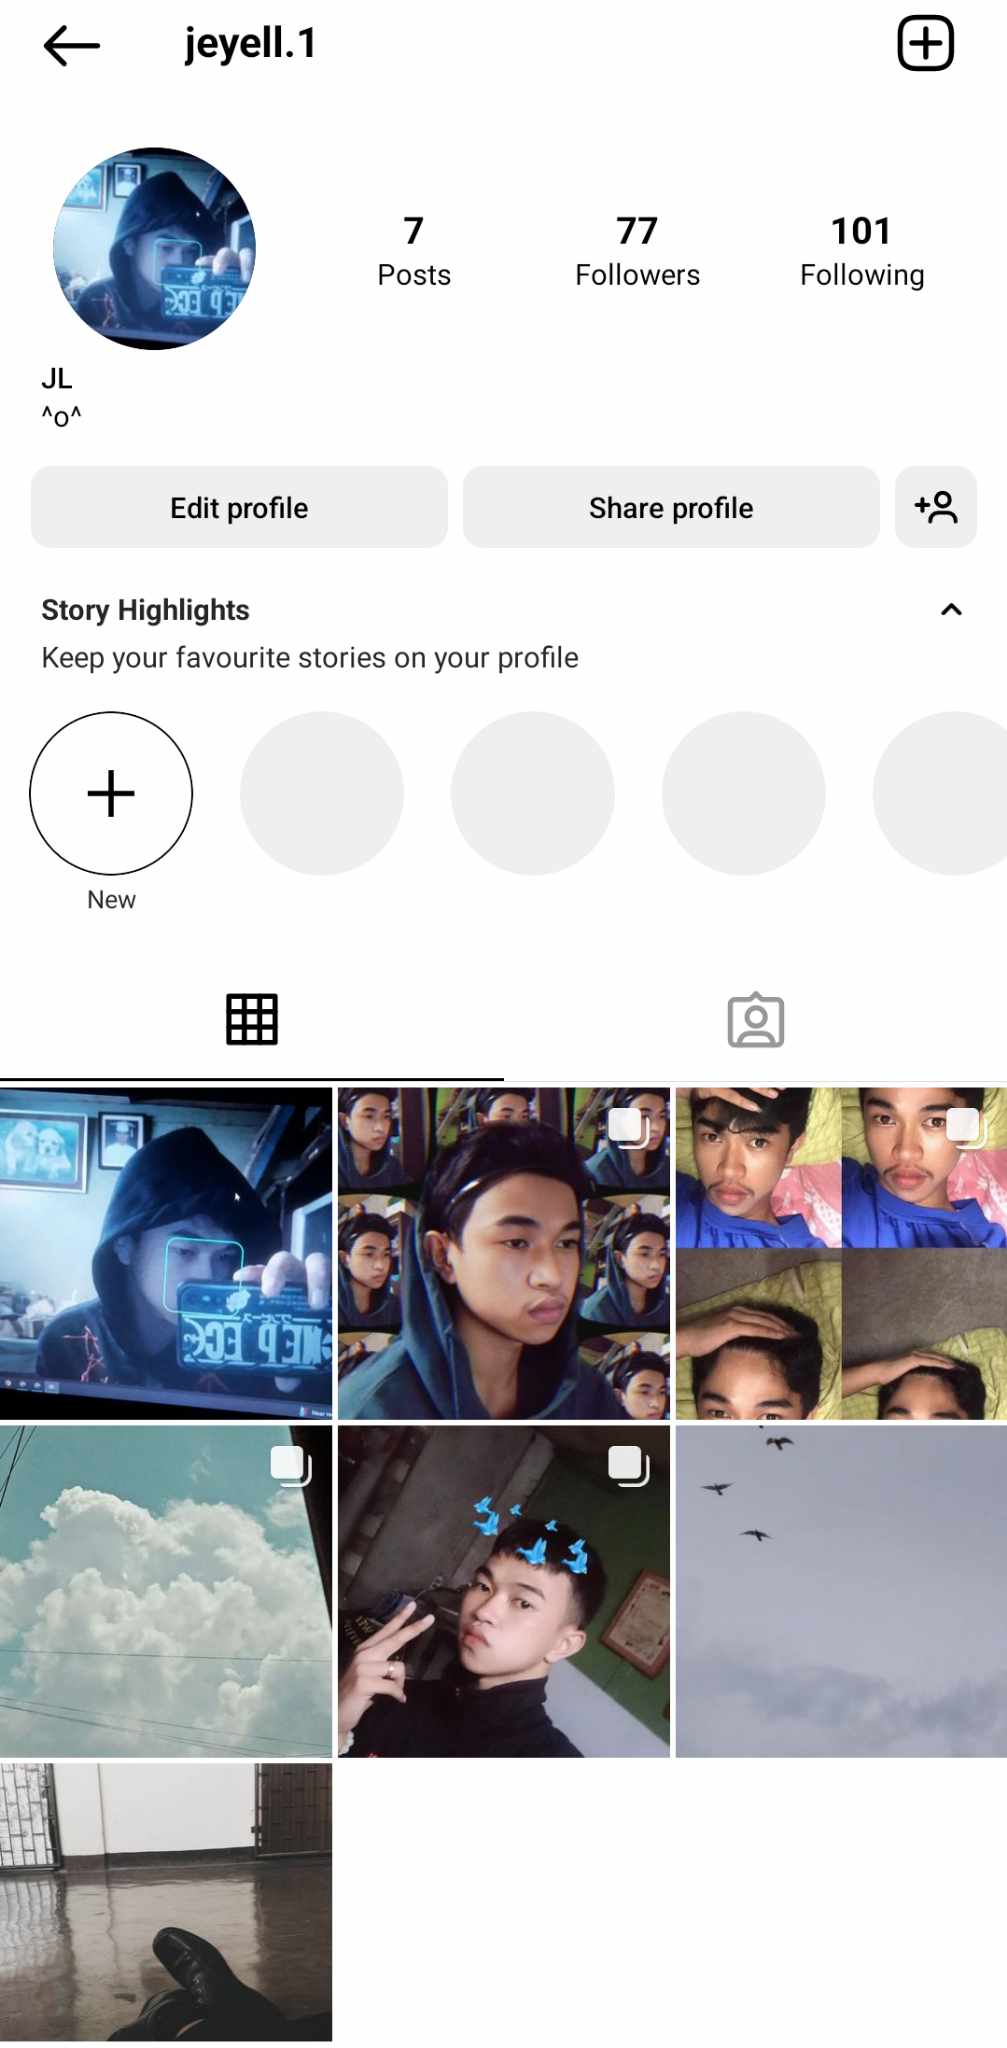 jeyell.1
7 77 101
Posts Followers Following
JL
^o^
Edit profile Share profile
Story Highlights
Keep your favourite stories on your profile
New